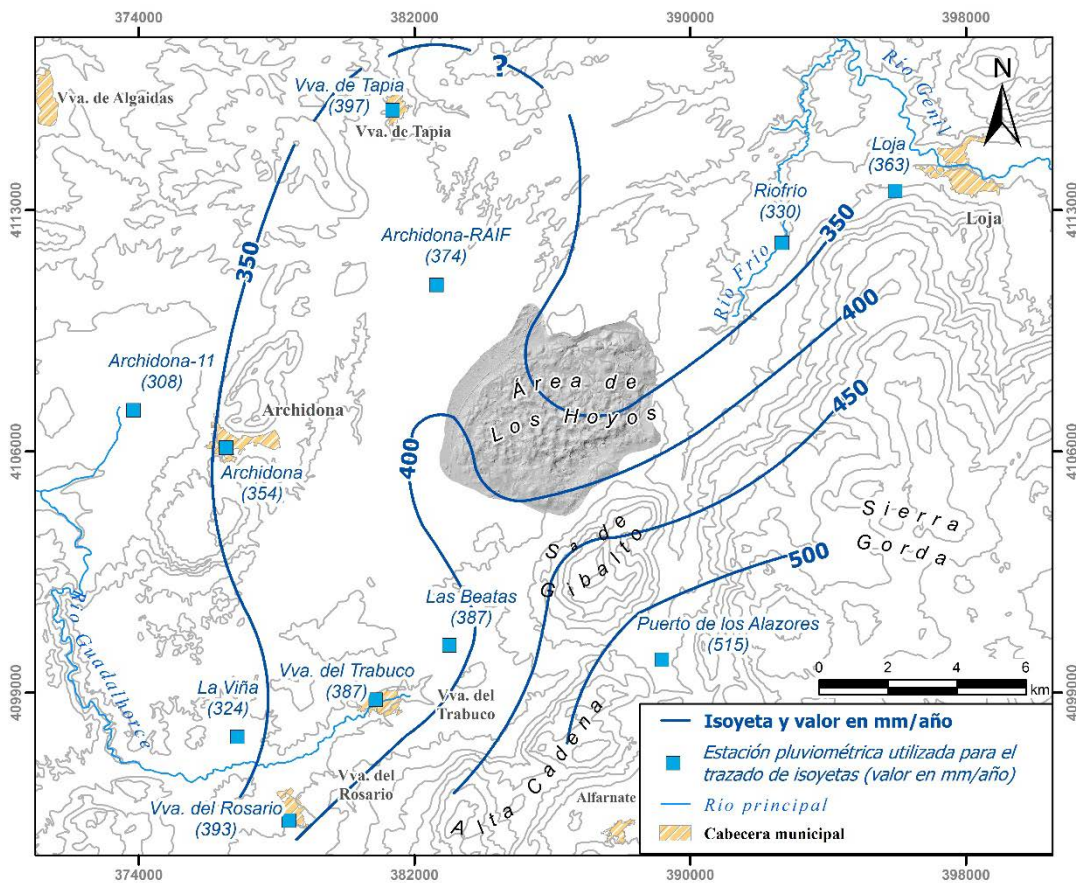 374000
382000
390000
398000
4113000
4106000
4099000
4113000
4106000
4099000
Vva. de Algaidas
Vva. de Tapia
(397)
Vva. de Tapia
?
Río Genil
N
Loja
(363)
Loja
Riofrio
(330)
Río Frío
Archidona-RAIF
(374)
350
350
400
450
500
400
Archidona-11
(308)
Archidona
Archidona
(354)
Área de
Los Hoyos
Sierra
Gorda
Sª de
Gibalto
Las Beatas
(387)
Puerto de los Alazores
(515)
Río Guadalhorce
La Viña
(324)
Vva. del Trabuco
(387)
Vva. del
Trabuco
Vva. del
Rosario
Vva. del Rosario
(393)
Alta Cadena
Alfarnate
0 2 4 6
km
Isoyeta y valor en mm/año
Estación pluviométrica utilizada para el
trazado de isoyetas (valor en mm/año)
Río principal
Cabecera municipal
374000
382000
390000
398000